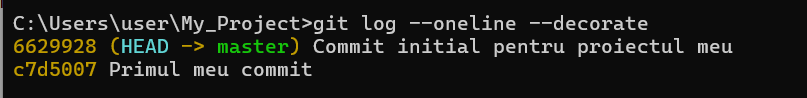 C:\Users\user\My_Project>git log --oneline --decorate
6629928 (HEAD -> master) Commit initial pentru proiectul meu
c7d5007 Primul meu commit